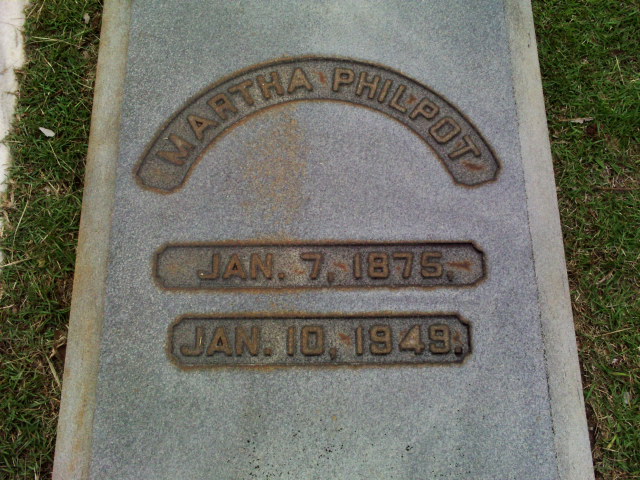 MARTHA PHILPOT
JAN. 7, 1875.
JAN. 10, 1949.